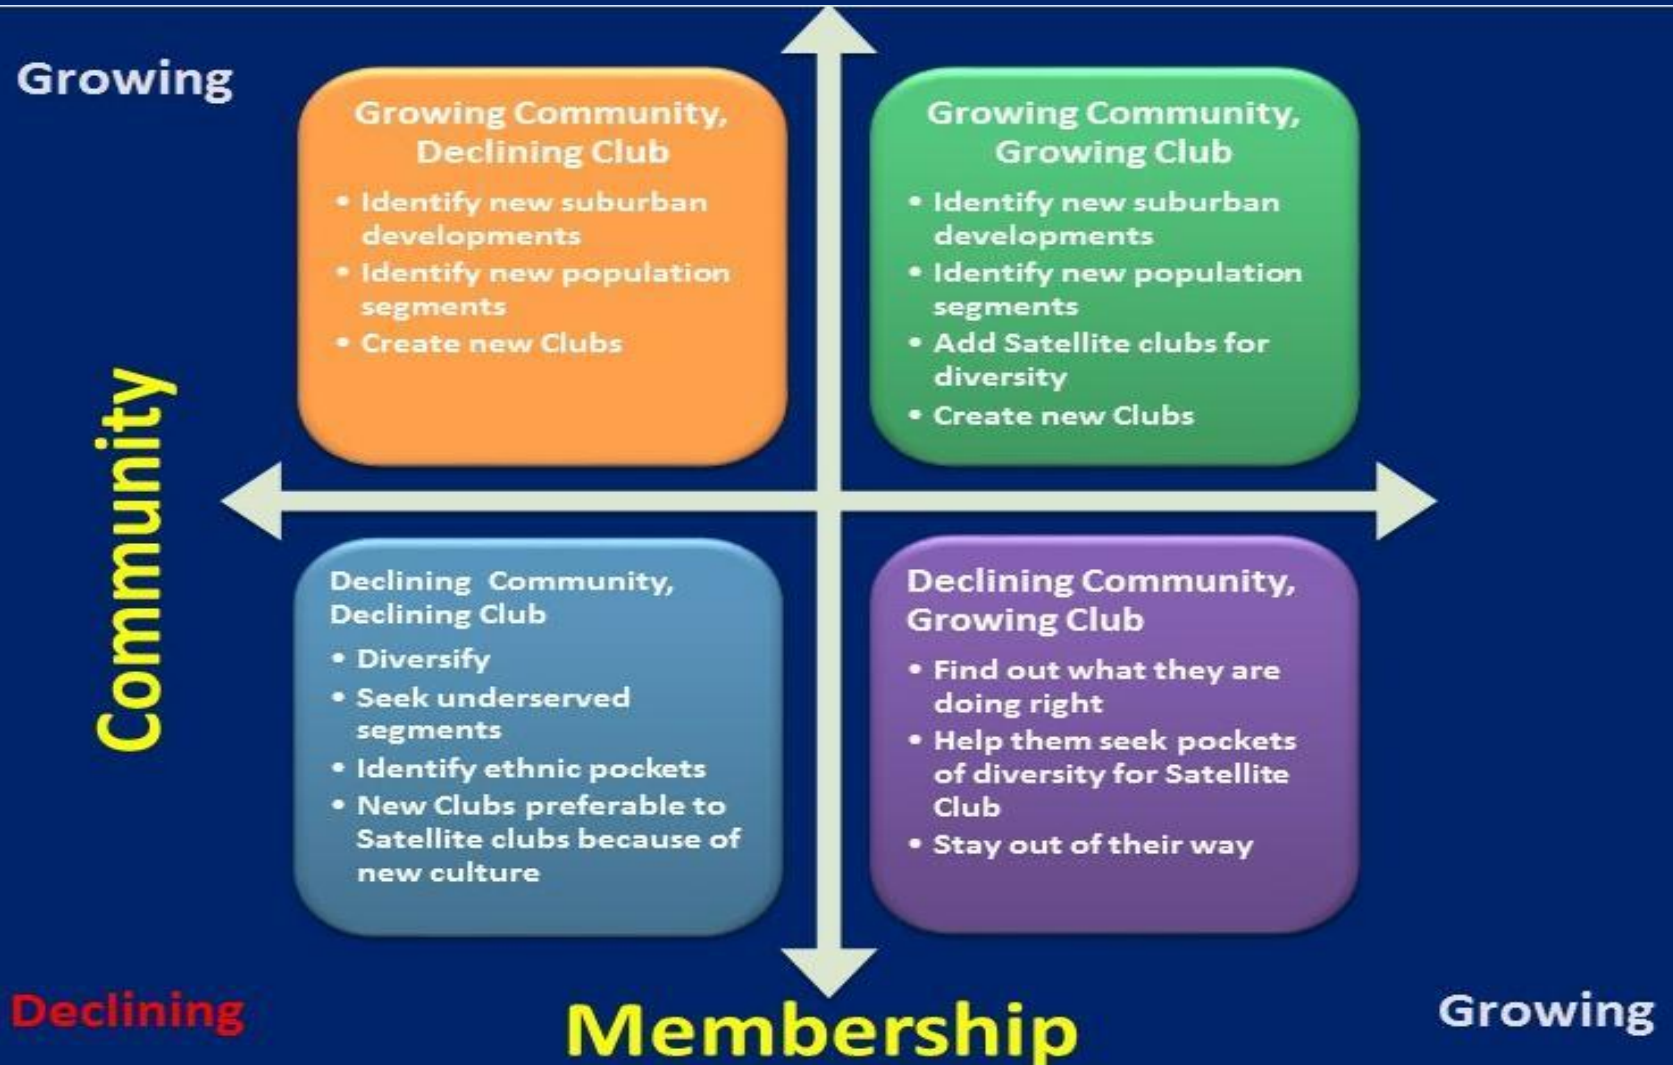 Growing
Growing Community,
Declining Club
• Identify new suburban
developments
• Identify new population
segments
• Create new Clubs
Growing Community,
Growing Club
• Identify new suburban
developments
• Identify new population
segments
• Add Satellite clubs for
diversity
• Create new Clubs
Community
Declining  Community,
Declining Club
• Diversify
• Seek underserved
segments
• Identify ethnic pockets
• New Clubs preferable to
Satellite clubs because of
new culture
Declining Community,
Growing Club
• Find out what they are
doing right
• Help them seek pockets
of diversity for Satellite
Club
• Stay out of their way
Declining
Membership
Growing